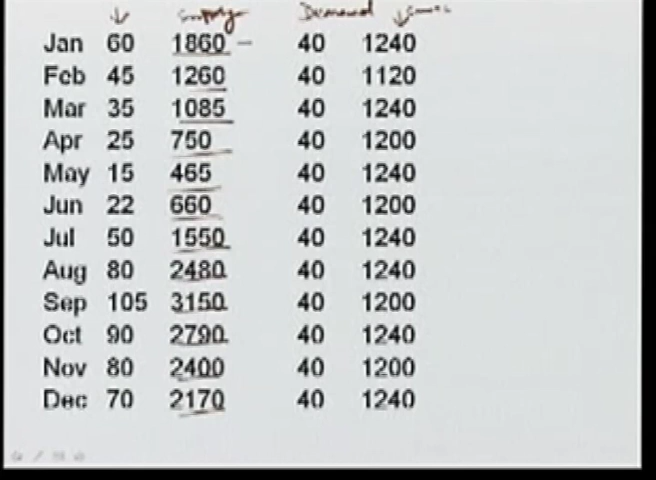 supply Demand
Jan 60 1860 40 1240
Feb 45 1260 40 1120
Mar 35 1085 40 1240
Apr 25 750 40 1200
May 15 465 40 1240
Jun 22 660 40 1200
Jul 50 1550 40 1240
Aug 80 2480 40 1240
Sep 105 3150 40 1200
Oct 90 2790 40 1240
Nov 80 2400 40 1200
Dec 70 2170 40 1240